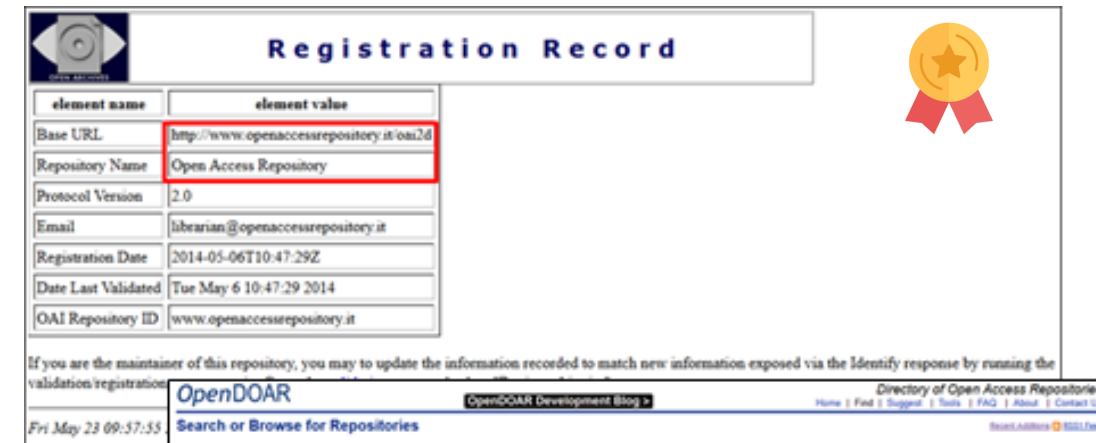 OPEN ARCHIVES
Registration Record
element name element value
Base URL http://www.openaccessrepository.it/oai2d
Repository Name Open Access Repository
Protocol Version 2.0
Email librarian@openaccessrepository.it
Registration Date 2014-05-06T10:47:29Z
Date Last Validated Tue May 6 10:47:29 2014
OAI Repository ID www.openaccessrepository.it
If you are the maintainer of this repository, you may to update the information recorded to match new information exposed via the Identify response by running the
validation/registration
OpenDOAR OpenDOAR Development Blog > Directory of Open Access Repositorie
Home | Find | Suggest | Tools | FAQ | About | Contact U
Fri May 23 09:57:55 Search or Browse for Repositories Recent Additions